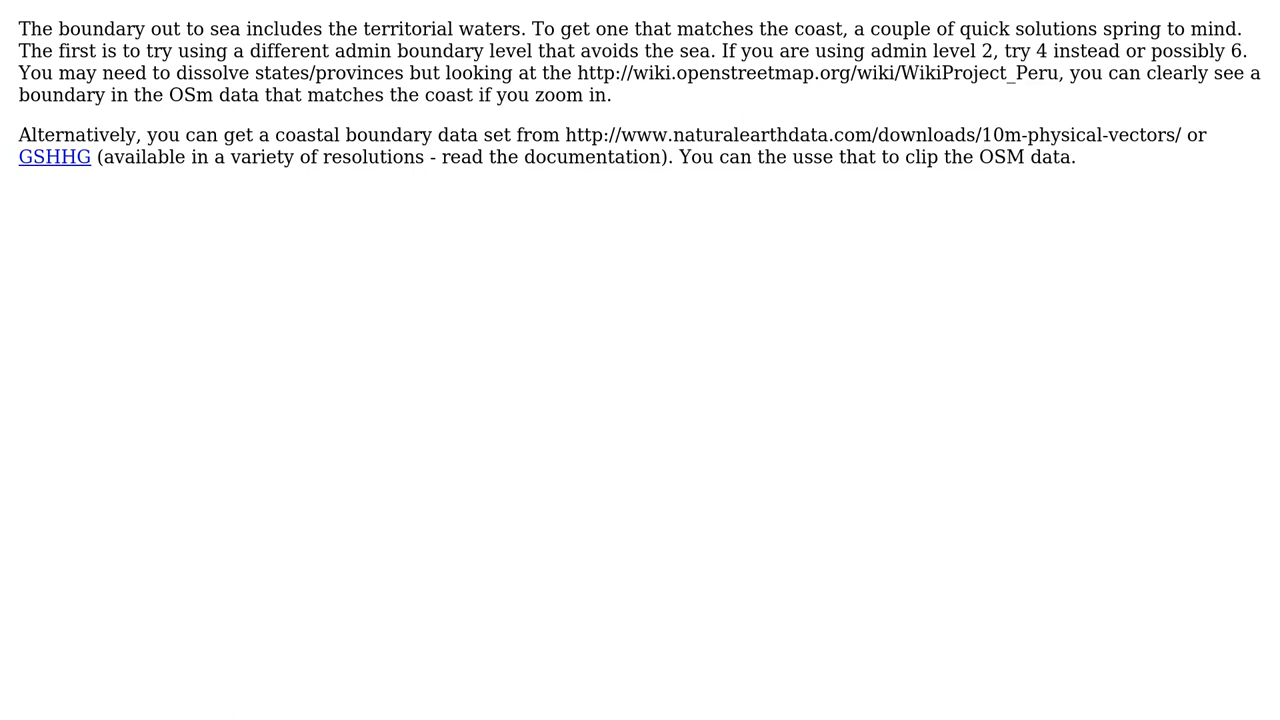 The boundary out to sea includes the territorial waters. To get one that matches the coast, a couple of quick solutions spring to mind.
The first is to try using a different admin boundary level that avoids the sea. If you are using admin level 2, try 4 instead or possibly 6.
You may need to dissolve states/provinces but looking at the http://wiki.openstreetmap.org/wiki/WikiProject_Peru, you can clearly see a
boundary in the OSm data that matches the coast if you zoom in.
Alternatively, you can get a coastal boundary data set from http://www.naturalearthdata.com/downloads/10m-physical-vectors/ or
GSHHG (available in a variety of resolutions - read the documentation). You can the usse that to clip the OSM data.